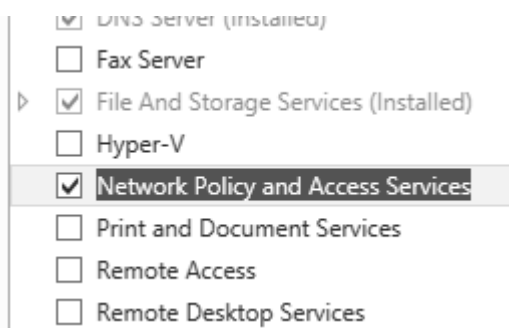 DNS Server (Installed)
Fax Server
File And Storage Services (Installed)
Hyper-V
Network Policy and Access Services
Print and Document Services
Remote Access
Remote Desktop Services